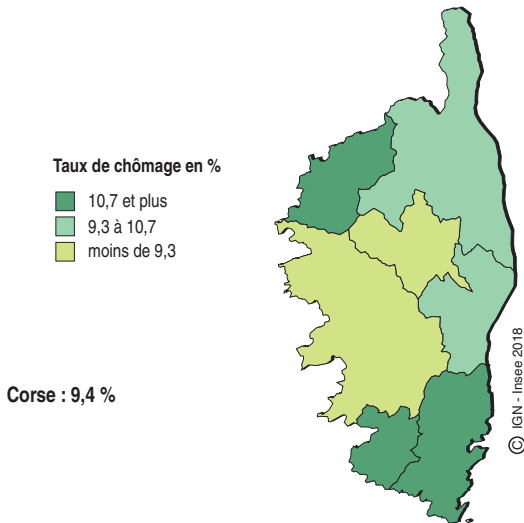 Taux de chômage en %
10,7 et plus
9,3 à 10,7
moins de 9,3
Corse : 9,4 %
© IGN - Insee 2018